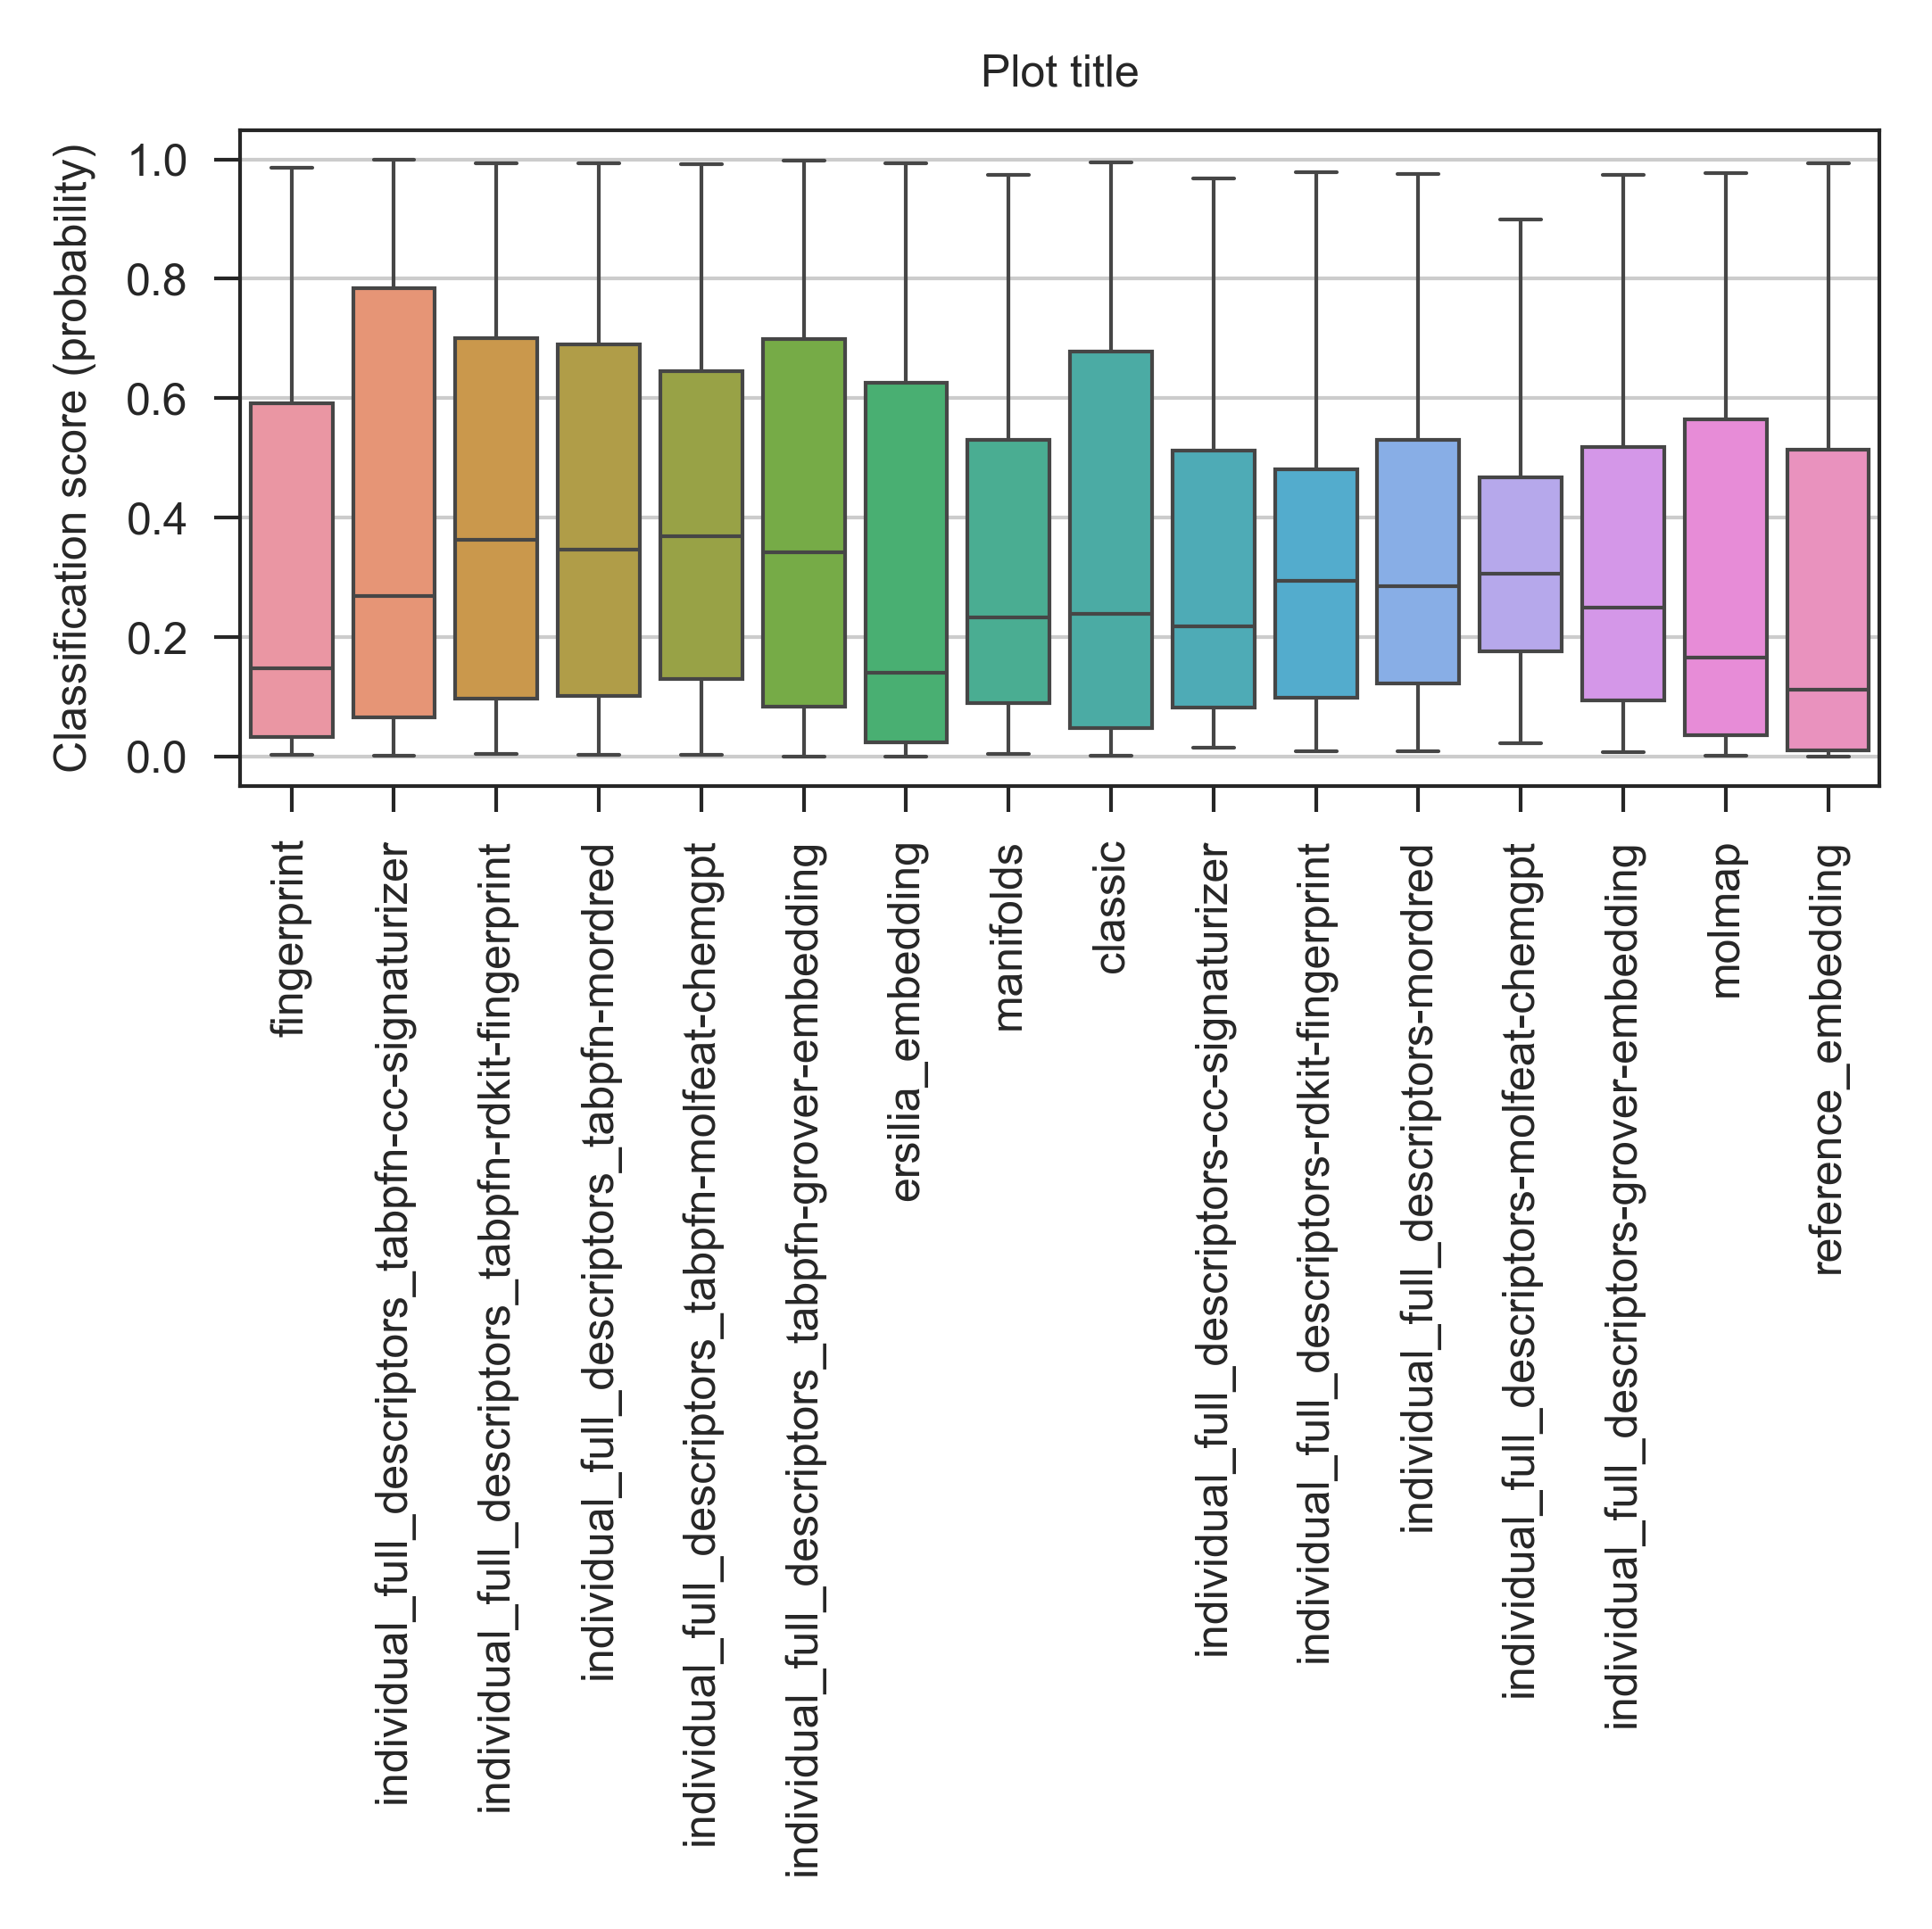 Plot title
Classification score (probability)
1.0
0.8
0.6
0.4
0.2
0.0
fingerprint
individual_full_descriptors_tabpfn-cc-signaturizer
individual_full_descriptors_tabpfn-rdkit-fingerprint
individual_full_descriptors_tabpfn-mordred
individual_full_descriptors_tabpfn-molfeat-chemgpt
individual_full_descriptors_tabpfn-grover-embedding
ersilia_embedding
manifolds
classic
individual_full_descriptors-cc-signaturizer
individual_full_descriptors-rdkit-fingerprint
individual_full_descriptors-mordred
individual_full_descriptors-molfeat-chemgpt
individual_full_descriptors-grover-embedding
molmap
reference_embedding